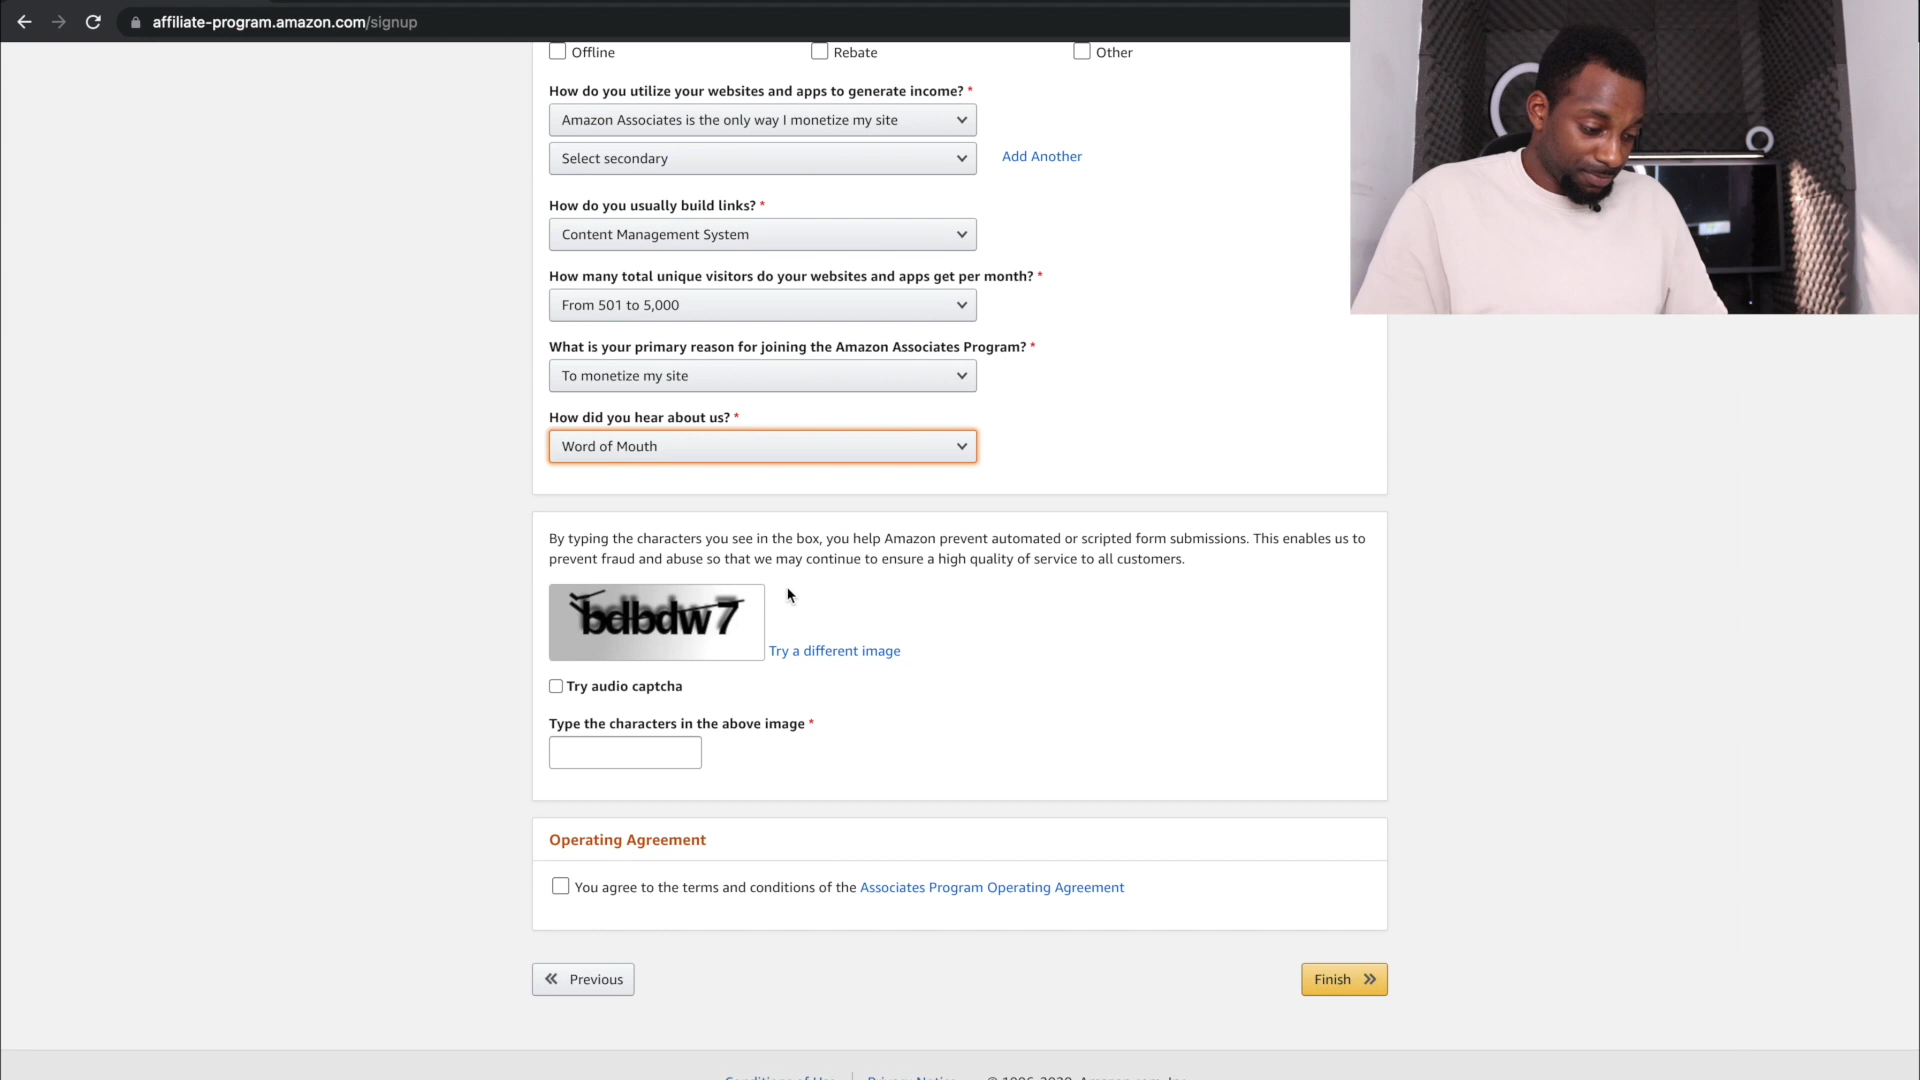 affiliate-program.amazon.com/signup
Offline
Rebate
Other
How do you utilize your websites and apps to generate income? *
Amazon Associates is the only way I monetize my site
Select secondary
Add Another
How do you usually build links? *
Content Management System
How many total unique visitors do your websites and apps get per month? *
From 501 to 5,000
What is your primary reason for joining the Amazon Associates Program? *
To monetize my site
How did you hear about us? *
Word of Mouth
By typing the characters you see in the box, you help Amazon prevent automated or scripted form submissions. This enables us to
prevent fraud and abuse so that we may continue to ensure a high quality of service to all customers.
bdbdw7
Try a different image
Try audio captcha
Type the characters in the above image *
Operating Agreement
You agree to the terms and conditions of the Associates Program Operating Agreement
Previous
Finish